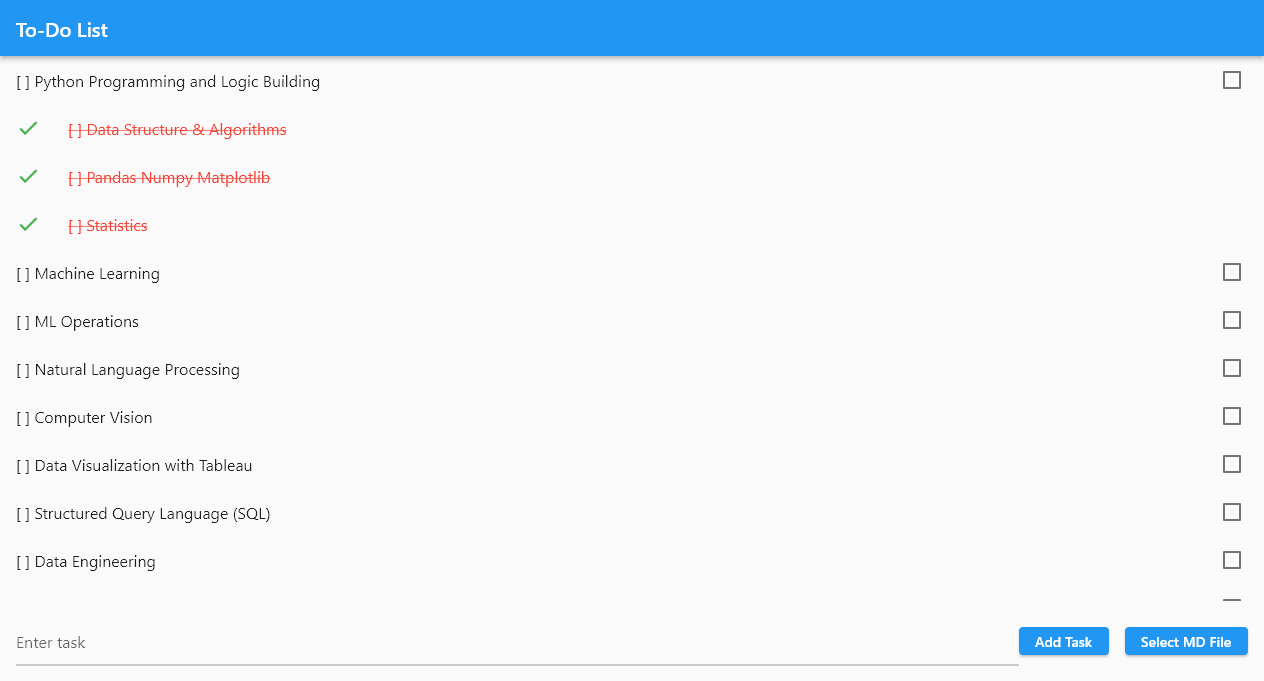 To-Do List
[ ] Python Programming and Logic Building
[ ] Data Structure & Algorithms
[ ] Pandas Numpy Matplotlib
[ ] Statistics
[ ] Machine Learning
[ ] ML Operations
[ ] Natural Language Processing
[ ] Computer Vision
[ ] Data Visualization with Tableau
[ ] Structured Query Language (SQL)
[ ] Data Engineering
Enter task
Add Task
Select MD File